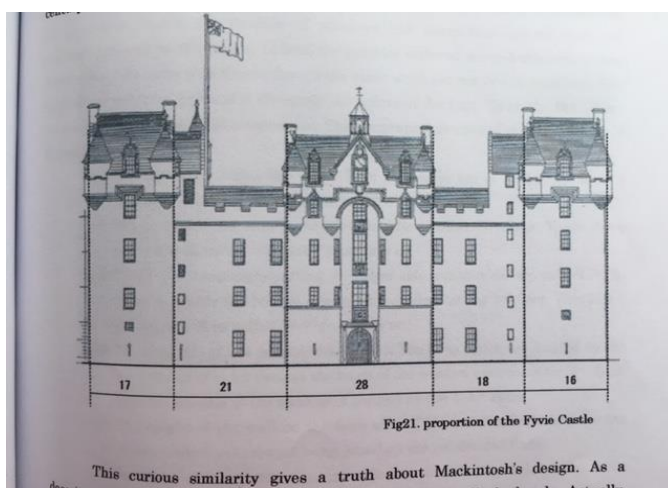 17 21 28 18 16
Fig21. proportion of the Fyvie Castle
This curious similarity gives a truth about Mackintosh's design. As a